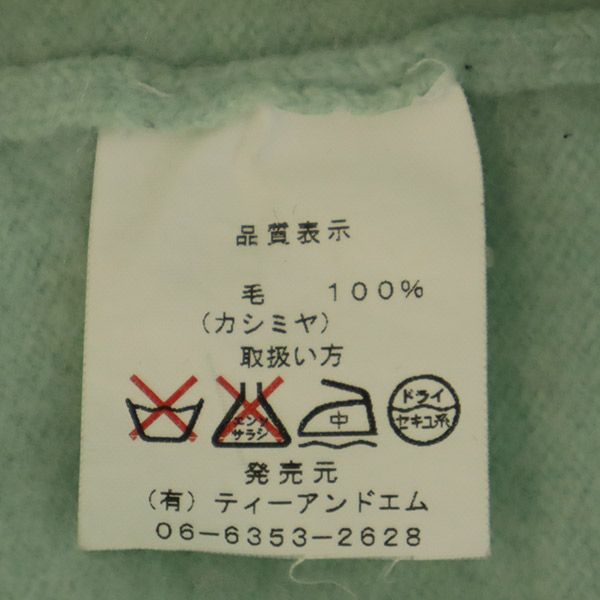 品質表示
毛 100%
(カシミヤ)
取扱い方
エンソ
サラシ
中
ドライ
セキユ系
発売元
(有) ティーアンドエム
06-6353-2628